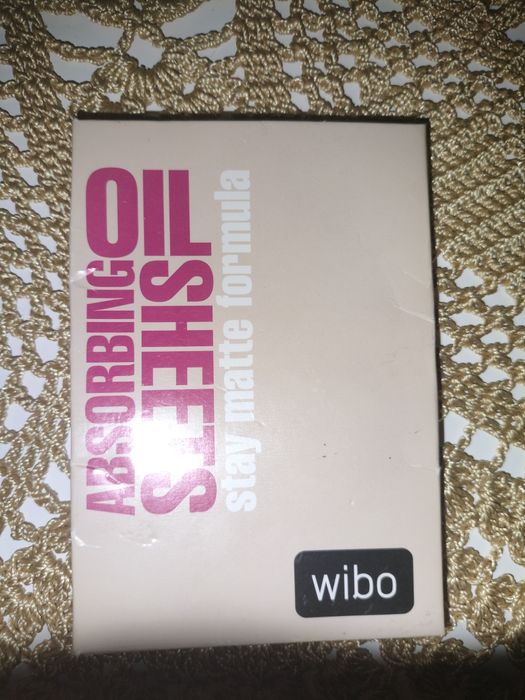 ABSORBING
OIL
SHEETS
stay matte formula
wibo